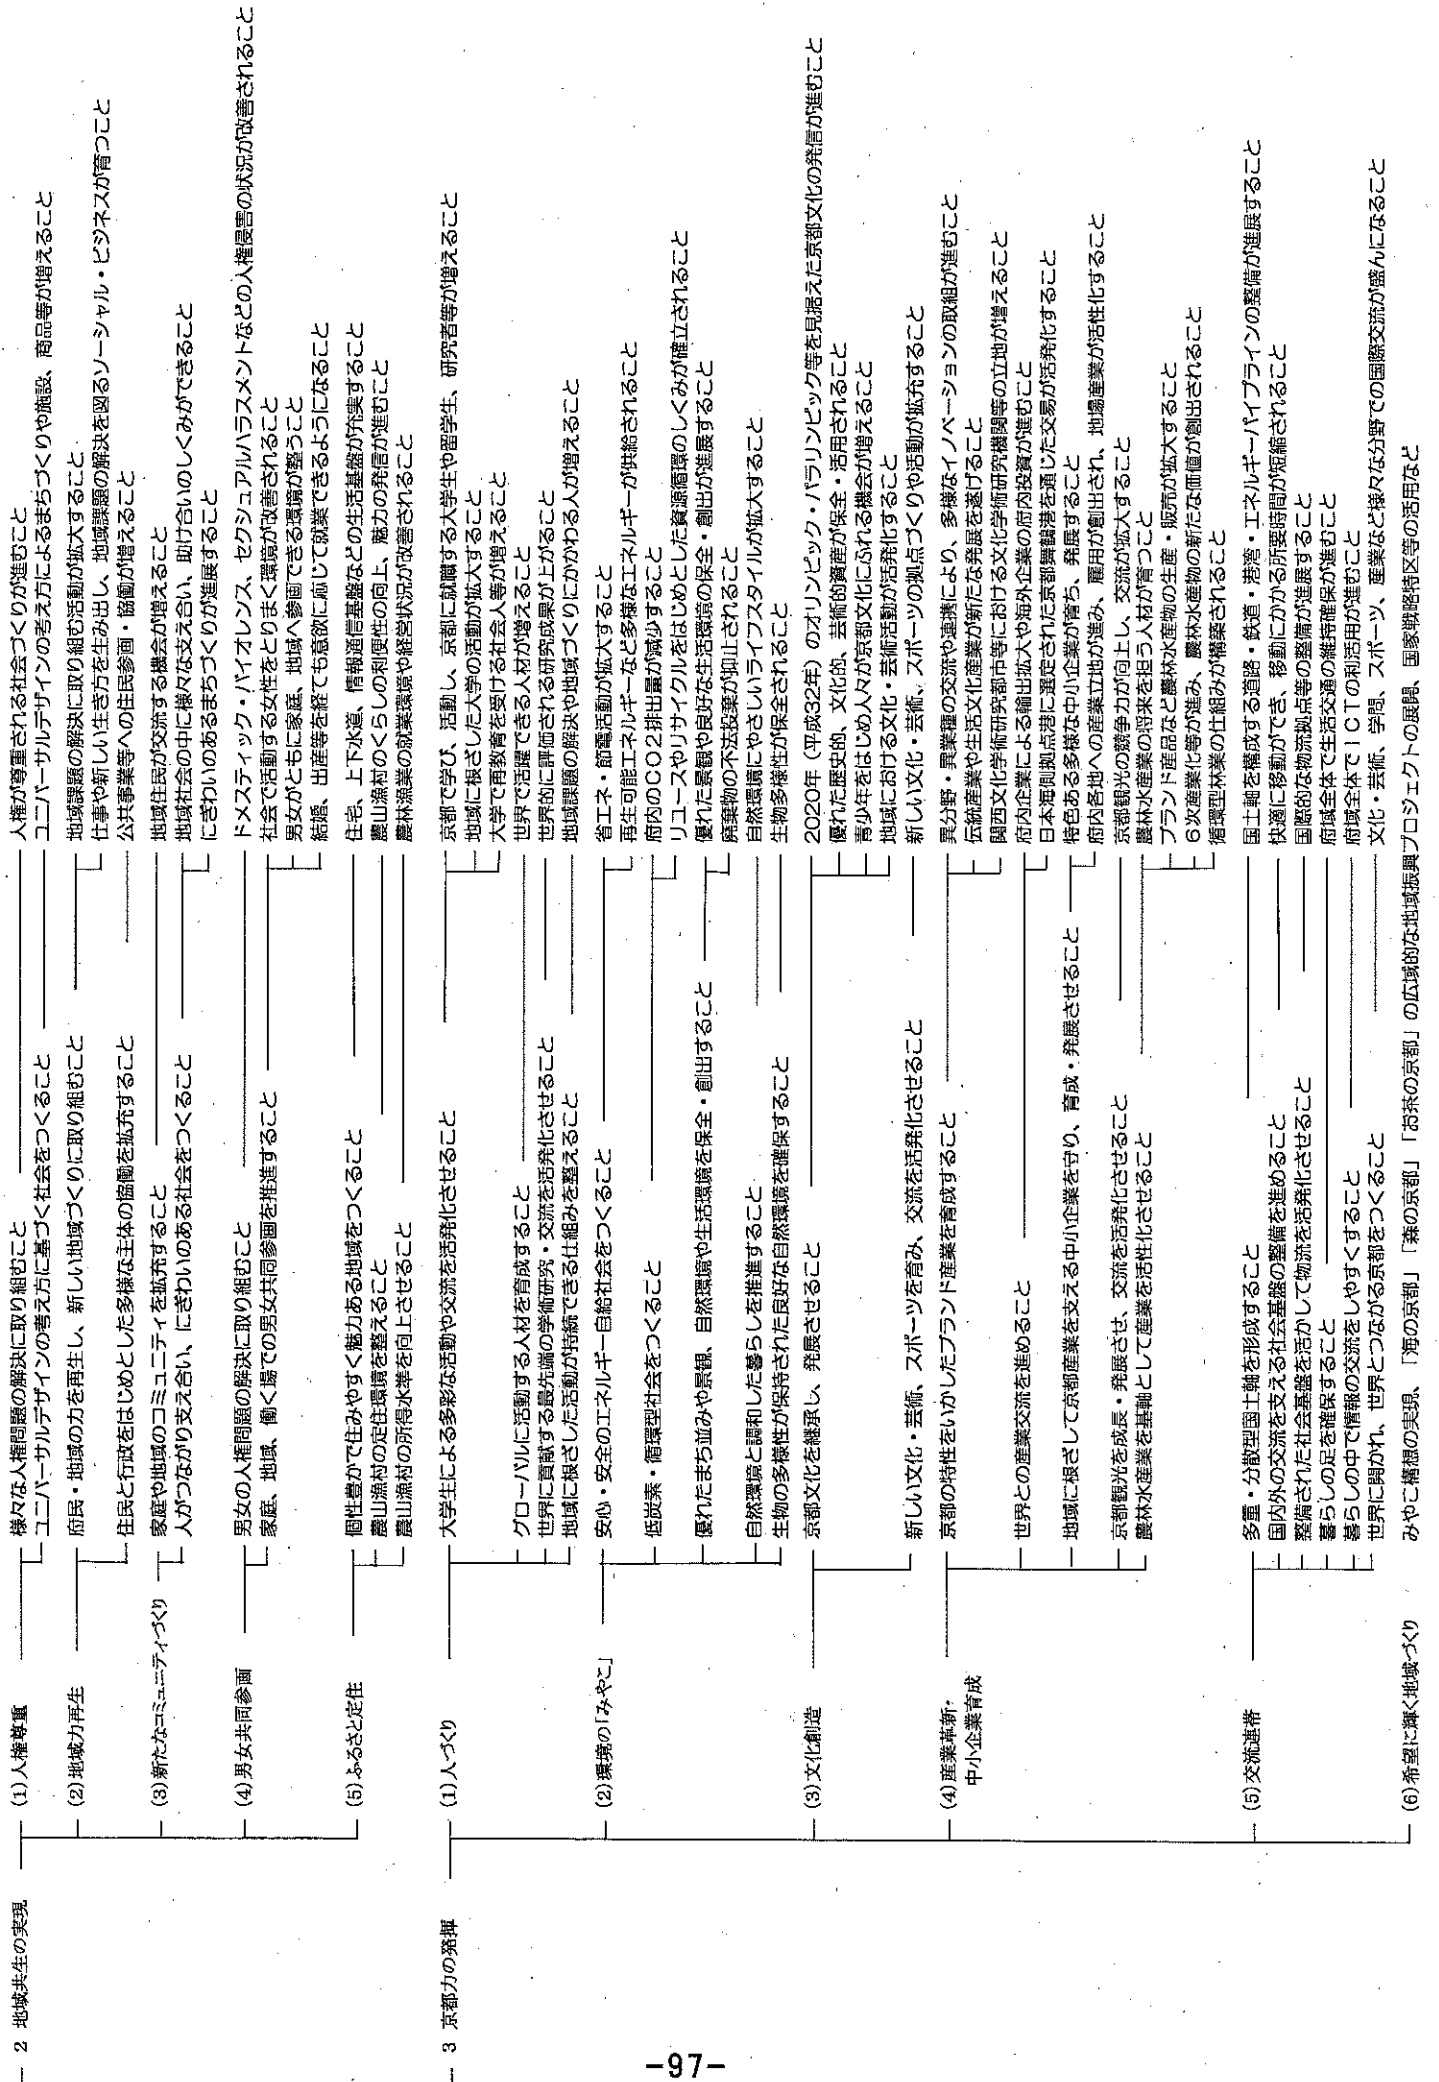 2 地域共生の実現
(1)人権尊重
様々な人権問題の解決に取り組むこと
人権が尊重される社会づくりが進むこと
ユニバーサルデザインの考え方に基づく社会をつくること
ユニバーサルデザインの考え方によるまちづくりや施設、商品等が増えること
(2)地域力再生
府民・地域の力を再生し、新しい地域づくりに取り組むこと
地域課題の解決に取り組む活動が拡大すること
仕事や新しい生き方を生み出し、地域課題の解決を図るソーシャル・ビジネスが育つこと
住民と行政をはじめとした多様な主体の協働を拡充すること
公共事業等への住民参画・協働が増えること
(3)新たなコミュニティづくり
家庭や地域のコミュニティを拡充すること
地域住民が交流する機会が増えること
人がつながり支え合い、にぎわいのある社会をつくること
地域社会の中に様々な支え合い、助け合いのしくみができること
にぎわいのあるまちづくりが進展すること
(4)男女共同参画
男女の人権問題の解決に取り組むこと
ドメスティック・バイオレンス、セクシュアルハラスメントなどの人権侵害の状況が改善されること
家庭、地域、働く場での男女共同参画を推進すること
社会で活動する女性をとりまく環境が改善されること
男女がともに家庭、地域へ参画できる環境が整うこと
結婚、出産等を経ても意欲に応じて就業できるようになること
(5)ふるさと定住
個性豊かで住みやすく魅力ある地域をつくること
住宅、上下水道、情報通信基盤などの生活基盤が充実すること
農山漁村の定住環境を整えること
農山漁村のくらしの利便性の向上、魅力の発信が進むこと
農山漁村の所得水準を向上させること
農林漁業の就業環境や経営状況が改善されること
3 京都力の発揮
(1)人づくり
大学生による多彩な活動や交流を活発化させること
京都で学び、活動し、京都に就職する大学生や留学生、研究者等が増えること
地域に根ざした大学の活動が拡大すること
大学で再教育を受ける社会人等が増えること
グローバルに活動する人材を育成すること
世界で活躍できる人材が増えること
世界に貢献する最先端の学術研究・交流を活発化させること
世界的に評価される研究成果が上がること
地域に根ざした活動が持続できる仕組みを整えること
地域課題の解決や地域づくりにかかわる人が増えること
(2)環境の「みやこ」
安心・安全のエネルギー自給社会をつくること
省エネ・節電活動が拡大すること
再生可能エネルギーなど多様なエネルギーが供給されること
低炭素・循環型社会をつくること
府内のCO2排出量が減少すること
リユースやリサイクルをはじめとした資源循環のしくみが確立されること
優れたまち並みや景観、自然環境や生活環境を保全・創出すること
優れた景観や良好な生活環境の保全・創出が進展すること
廃棄物の不法投棄が抑止されること
自然環境と調和した暮らしを推進すること
自然環境にやさしいライフスタイルが拡大すること
生物の多様性が保持された良好な自然環境を確保すること
生物多様性が保全されること
(3)文化創造
京都文化を継承し、発展させること
2020年(平成32年)のオリンピック・パラリンピック等を見据えた京都文化の発信が進むこと
優れた歴史的、文化的、芸術的資産が保全・活用されること
青少年をはじめ人々が京都文化にふれる機会が増えること
地域における文化・芸術活動が活発化すること
新しい文化・芸術、スポーツを育み、交流を活発化させること
新しい文化・芸術、スポーツの拠点づくりや活動が拡充すること
(4)産業革新・
中小企業育成
京都の特性をいかしたブランド産業を育成すること
異分野・異業種の交流や連携により、多様なイノベーションの取組が進むこと
伝統産業や生活文化産業が新たな発展を遂げること
関西文化学術研究都市等における文化学術研究機関等の立地が増えること
世界との産業交流を進めること
府内企業による輸出拡大や海外企業の府内投資が進むこと
日本海側拠点港に選定された京都舞鶴港を通じた交易が活発化すること
地域に根ざして京都産業を支える中小企業を守り、育成・発展させること
特色ある多様な中小企業が育ち、発展すること
府内各地への産業立地が進み、雇用が創出され、地場産業が活性化すること
京都観光を成長・発展させ、交流を活発化させること
京都観光の競争力が向上し、交流が拡大すること
農林水産業を基軸として産業を活性化させること
農林水産業の将来を担う人材が育つこと
ブランド産品など農林水産物の生産・販売が拡大すること
6次産業化等が進み、農林水産物の新たな価値が創出されること
循環型林業の仕組みが構築されること
(5)交流連帯
多重・分散型国土軸を形成すること
国土軸を構成する道路・鉄道・港湾・エネルギーパイプラインの整備が進展すること
国内外の交流を支える社会基盤の整備を進めること
快適に移動ができ、移動にかかる所要時間が短縮されること
整備された社会基盤を活かして物流を活発化させること
国際的な物流拠点等の整備が進展すること
暮らしの足を確保すること
府域全体で生活交通の維持確保が進むこと
暮らしの中で情報の交流をしやすくすること
府域全体でICTの利活用が進むこと
世界に開かれ、世界とつながる京都をつくること
文化・芸術、学問、スポーツ、産業など様々な分野での国際交流が盛んになること
(6)希望に輝く地域づくり
みやこ構想の実現、「海の京都」「森の京都」「お茶の京都」の広域的な地域振興プロジェクトの展開、国家戦略特区等の活用など
-97-